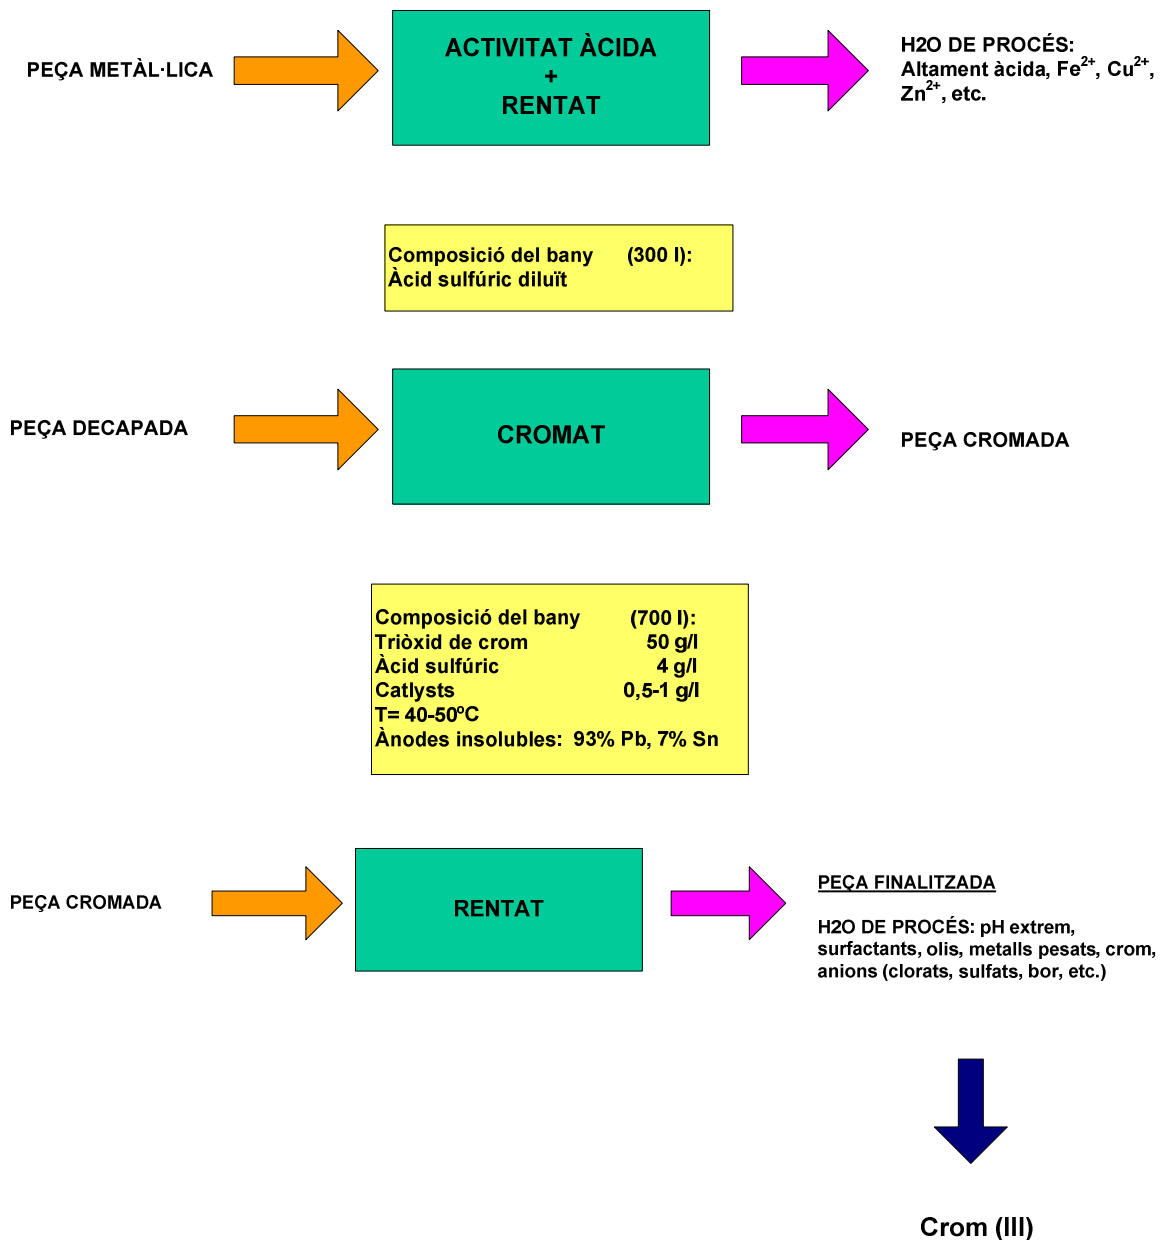 PEÇA METÀL·LICA
ACTIVITAT ÀCIDA
+
RENTAT
H2O DE PROCÉS:
Altament àcida, Fe2+, Cu2+,
Zn2+, etc.
Composició del bany (300 l):
Àcid sulfúric diluït
PEÇA DECAPADA
CROMAT
PEÇA CROMADA
Composició del bany (700 l):
Triòxid de crom 50 g/l
Àcid sulfúric 4 g/l
Catlysts 0,5-1 g/l
T= 40-50ºC
Ànodes insolubles: 93% Pb, 7% Sn
PEÇA CROMADA
RENTAT
PEÇA FINALITZADA
H2O DE PROCÉS: pH extrem,
surfactants, olis, metalls pesats, crom,
anions (clorats, sulfats, bor, etc.)
Crom (III)